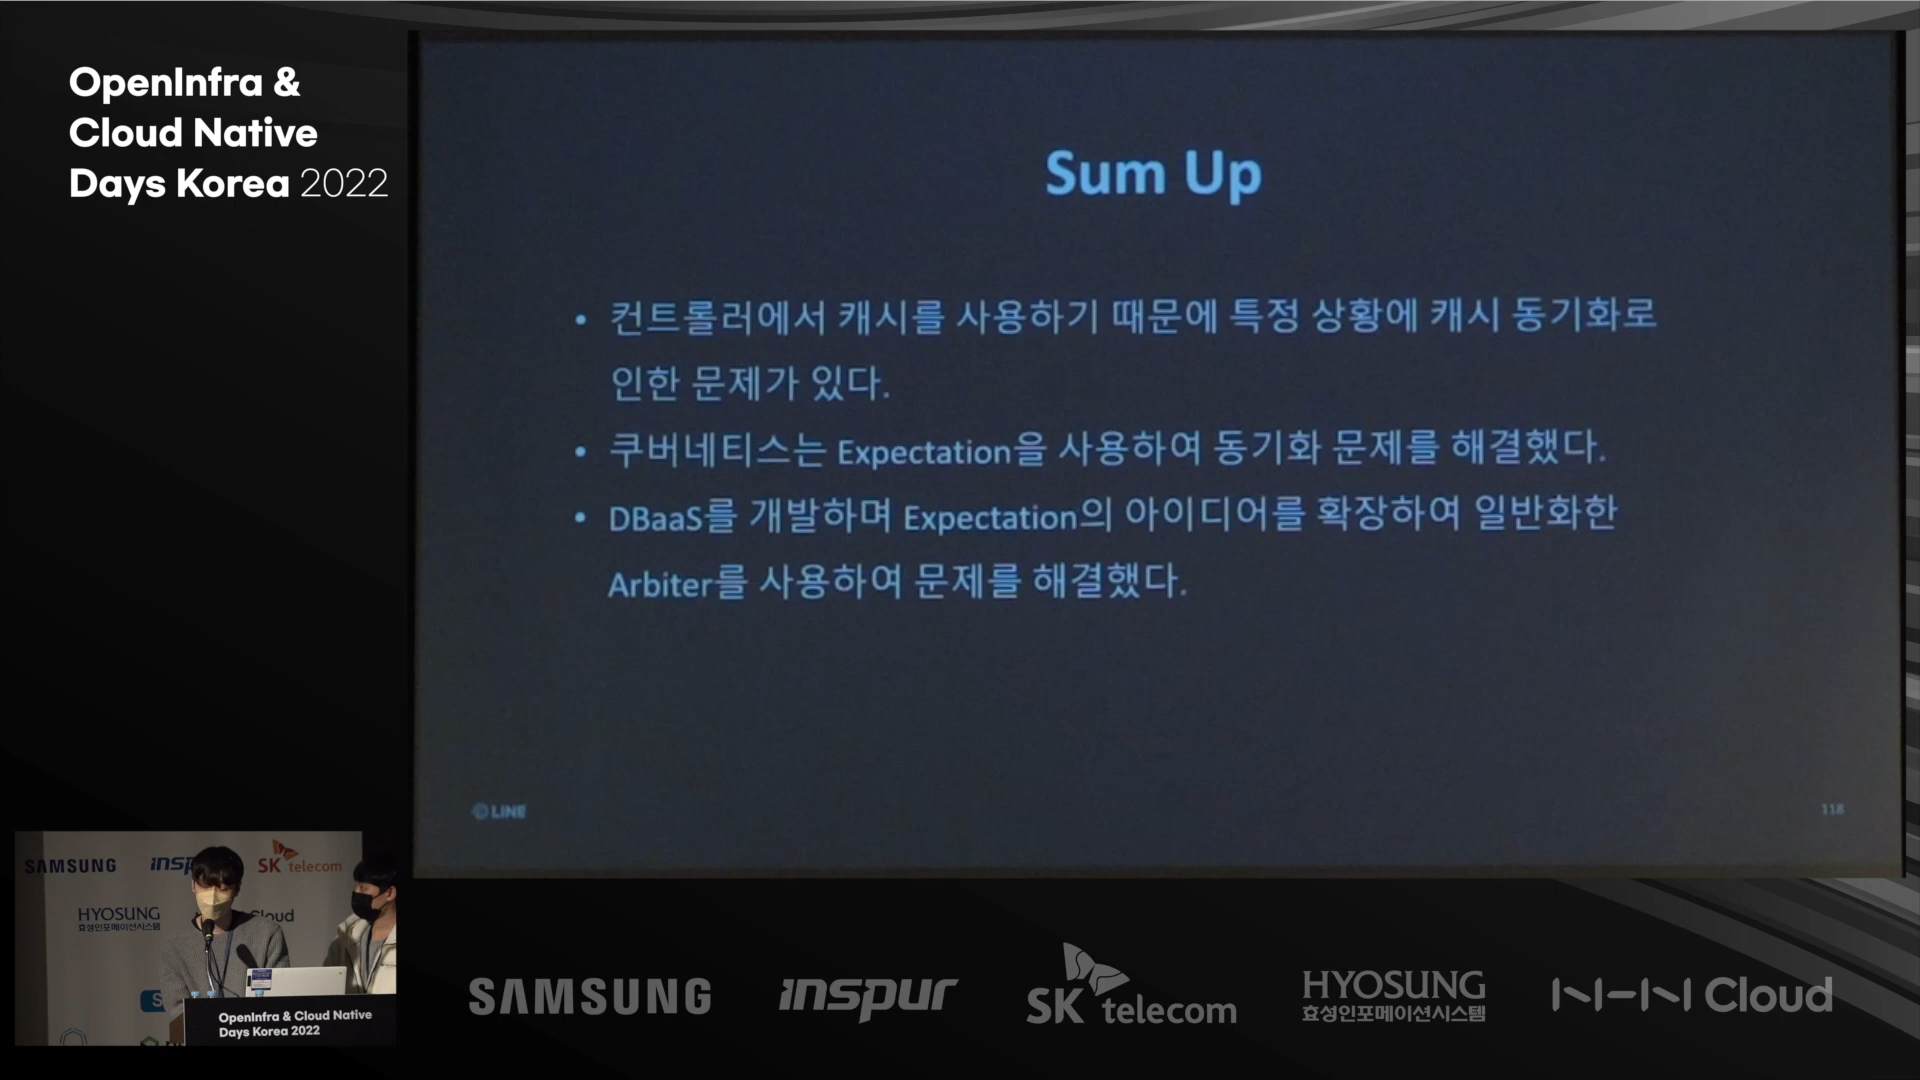 OpenInfra &
Cloud Native
Days Korea 2022
Sum Up
• 컨트롤러에서 캐시를 사용하기 때문에 특정 상황에 캐시 동기화로
인한 문제가 있다.
• 쿠버네티스는 Expectation을 사용하여 동기화 문제를 해결했다.
• DBaaS를 개발하며 Expectation의 아이디어를 확장하여 일반화한
Arbiter를 사용하여 문제를 해결했다.
LINE
118
SAMSUNG
SK telecom
HYOSUNG
효성인포메이션시스템
Cloud
OpenInfra & Cloud Native
Days Korea 2022
SAMSUNG
inspur
SK telecom
HYOSUNG
효성인포메이션시스템
NHN Cloud